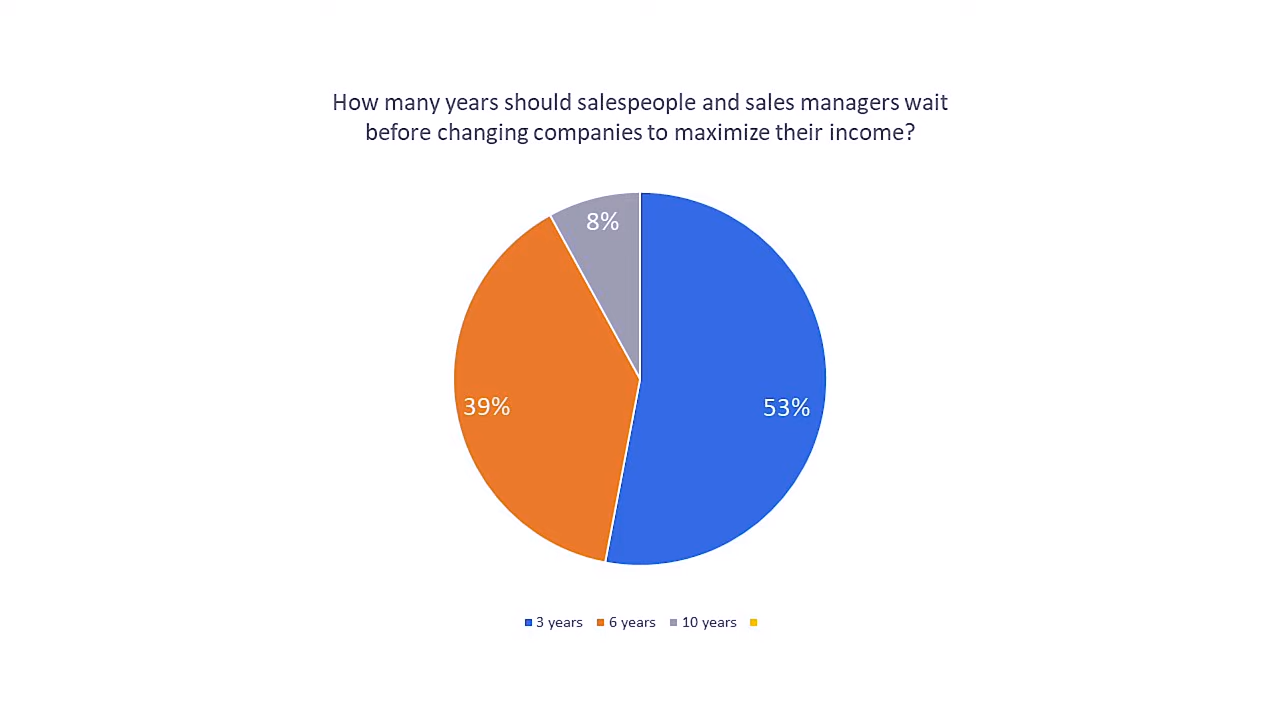 How many years should salespeople and sales managers wait
before changing companies to maximize their income?
8%
39%
53%
3 years 6 years 10 years